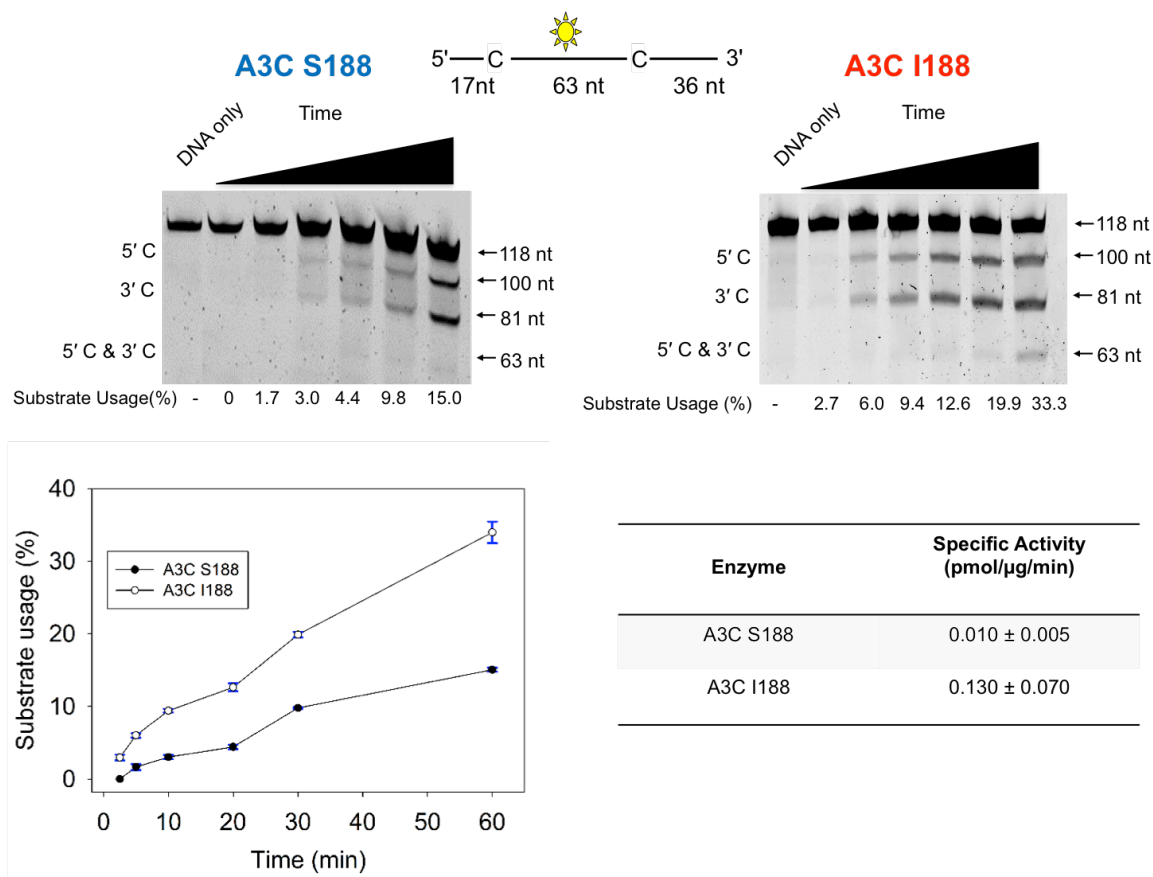 A3C S188
5' C C 3'
17nt 63 nt 36 nt
A3C I188
DNA only
Time
5′ C
3′ C
5′ C & 3′ C
118 nt
100 nt
81 nt
63 nt
Substrate Usage(%) - 0 1.7 3.0 4.4 9.8 15.0
DNA only
Time
5′ C
3′ C
5′ C & 3′ C
118 nt
100 nt
81 nt
63 nt
Substrate Usage (%) - 2.7 6.0 9.4 12.6 19.9 33.3
Substrate usage (%)
40
30
20
10
0
A3C S188
A3C I188
0 10 20 30 40 50 60
Time (min)
Enzyme
Specific Activity
(pmol/µg/min)
A3C S188 0.010 ± 0.005
A3C I188 0.130 ± 0.070